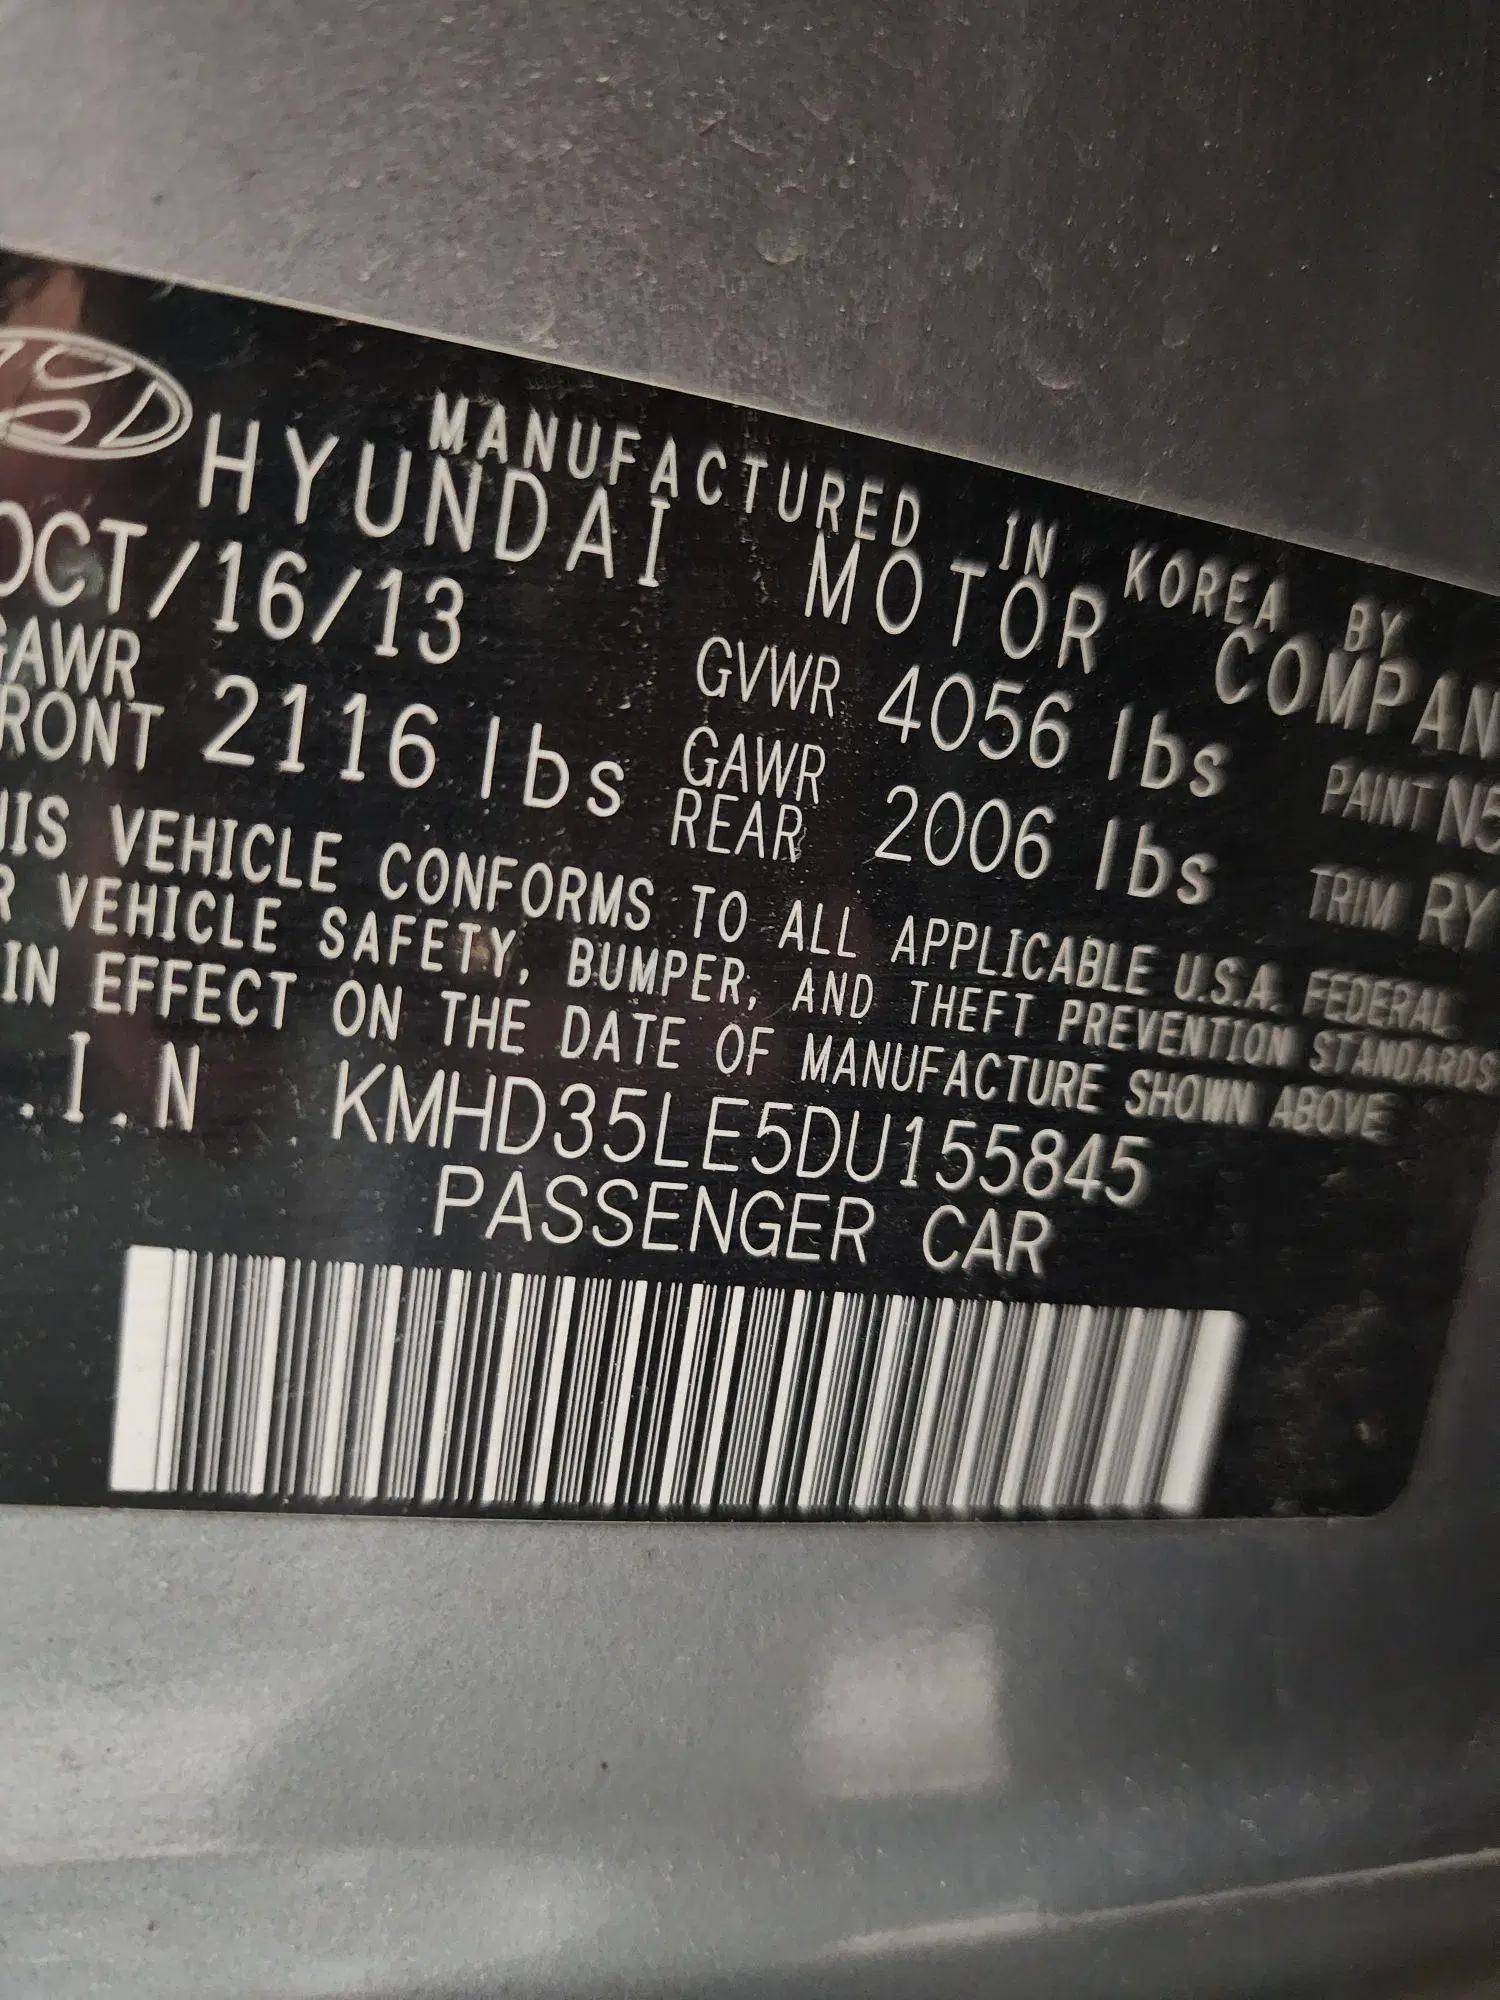 MANUFACTURED IN KOREA BY
HYUNDAI MOTOR COMPAN
OCT/16/13 GVWR 4056 lbs PAINT N5
GAWR FRONT 2116 lbs GAWR REAR 2006 lbs TRIM RY
HIS VEHICLE CONFORMS TO ALL APPLICABLE U.S.A. FEDERAL
R VEHICLE SAFETY, BUMPER, AND THEFT PREVENTION STANDARDS
IN EFFECT ON THE DATE OF MANUFACTURE SHOWN ABOVE
.I.N KMHD35LE5DU155845
PASSENGER CAR